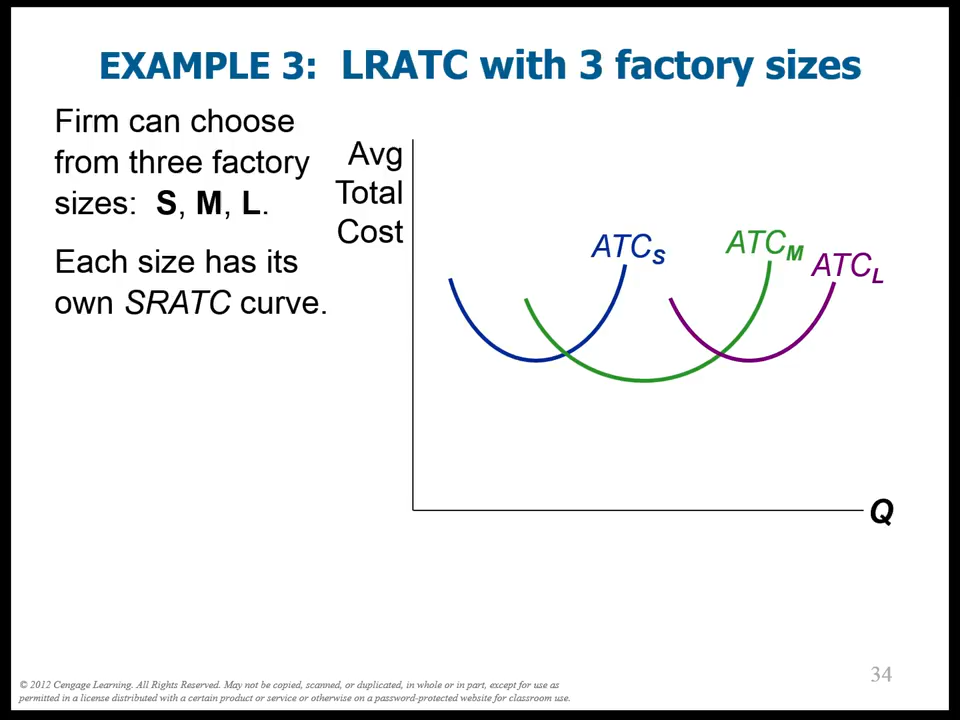 EXAMPLE 3: LRATC with 3 factory sizes
Firm can choose
from three factory
sizes: S, M, L.
Each size has its
own SRATC curve.
Avg
Total
Cost
ATCS
ATCM
ATCL
Q
34
© 2012 Cengage Learning. All Rights Reserved. May not be copied, scanned, or duplicated, in whole or in part, except for use as
permitted in a license distributed with a certain product or service or otherwise on a password-protected website for classroom use.